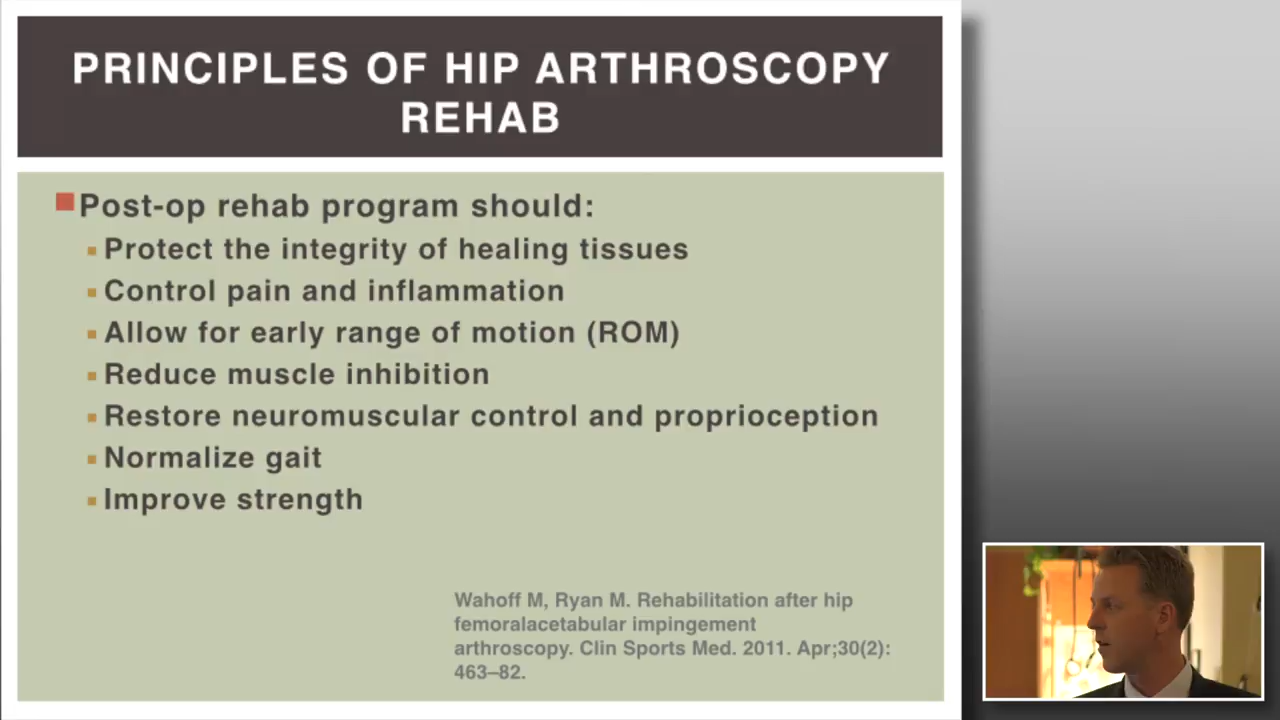 PRINCIPLES OF HIP ARTHROSCOPY
REHAB
Post-op rehab program should:
Protect the integrity of healing tissues
Control pain and inflammation
Allow for early range of motion (ROM)
Reduce muscle inhibition
Restore neuromuscular control and proprioception
Normalize gait
Improve strength
Wahoff M, Ryan M. Rehabilitation after hip
femoralacetabular impingement
arthroscopy. Clin Sports Med. 2011. Apr;30(2):
463–82.